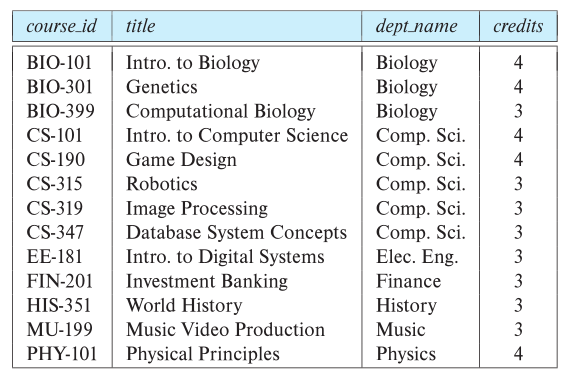 course_id title dept_name credits
BIO-101 Intro. to Biology Biology 4
BIO-301 Genetics Biology 4
BIO-399 Computational Biology Biology 3
CS-101 Intro. to Computer Science Comp. Sci. 4
CS-190 Game Design Comp. Sci. 4
CS-315 Robotics Comp. Sci. 3
CS-319 Image Processing Comp. Sci. 3
CS-347 Database System Concepts Comp. Sci. 3
EE-181 Intro. to Digital Systems Elec. Eng. 3
FIN-201 Investment Banking Finance 3
HIS-351 World History History 3
MU-199 Music Video Production Music 3
PHY-101 Physical Principles Physics 4